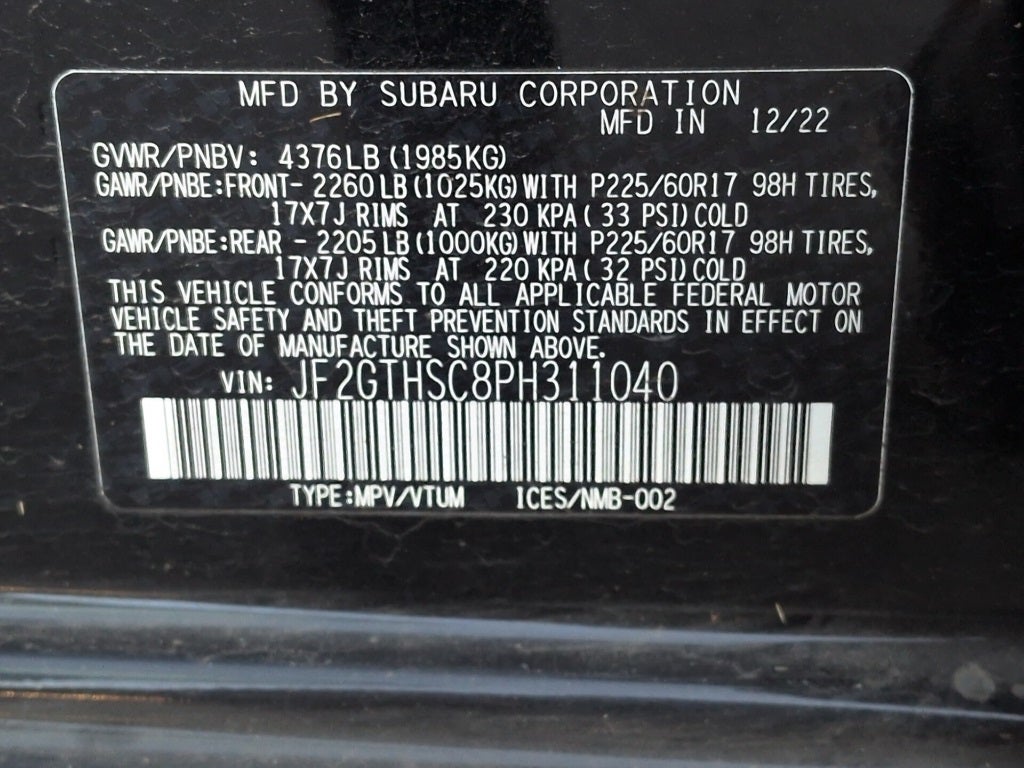 MFD BY SUBARU CORPORATION
MFD IN 12/22
GVWR/PNBV: 4376LB (1985KG)
GAWR/PNBE:FRONT- 2260 LB (1025KG) WITH P225/60R17 98H TIRES,
17X7J RIMS AT 230 KPA ( 33 PSI) COLD
GAWR/PNBE:REAR - 2205 LB (1000KG) WITH P225/60R17 98H TIRES,
17X7J RIMS AT 220 KPA ( 32 PSI) COLD
THIS VEHICLE CONFORMS TO ALL APPLICABLE FEDERAL MOTOR
VEHICLE SAFETY AND THEFT PREVENTION STANDARDS IN EFFECT ON
THE DATE OF MANUFACTURE SHOWN ABOVE.
VIN: JF2GTHSC8PH311040
TYPE:MPV/VTUM ICES/NMB-002